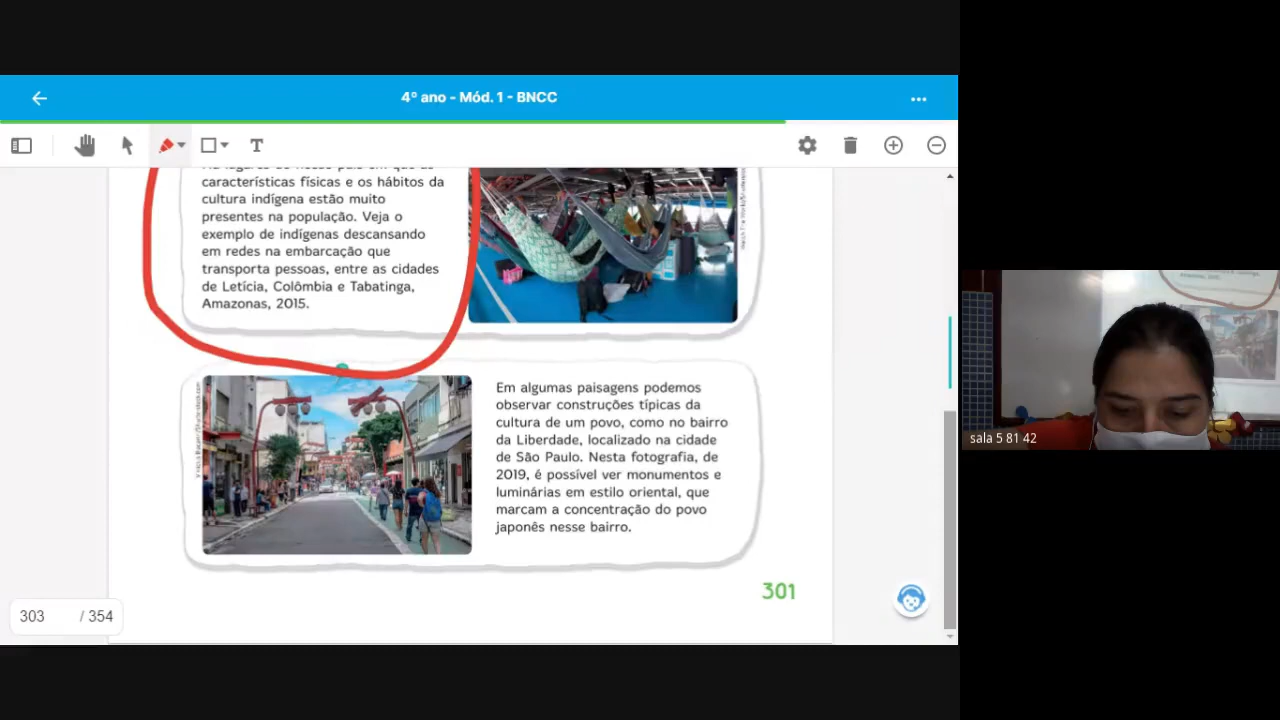 4º ano - Mód. 1 - BNCC
T
características físicas e os hábitos da
cultura indígena estão muito
presentes na população. Veja o
exemplo de indígenas descansando
em redes na embarcação que
transporta pessoas, entre as cidades
de Letícia, Colômbia e Tabatinga,
Amazonas, 2015.
Em algumas paisagens podemos
observar construções típicas da
cultura de um povo, como no bairro
da Liberdade, localizado na cidade
de São Paulo. Nesta fotografia, de
2019, é possível ver monumentos e
luminárias em estilo oriental, que
marcam a concentração do povo
japonês nesse bairro.
301
303 / 354
sala 5 81 42